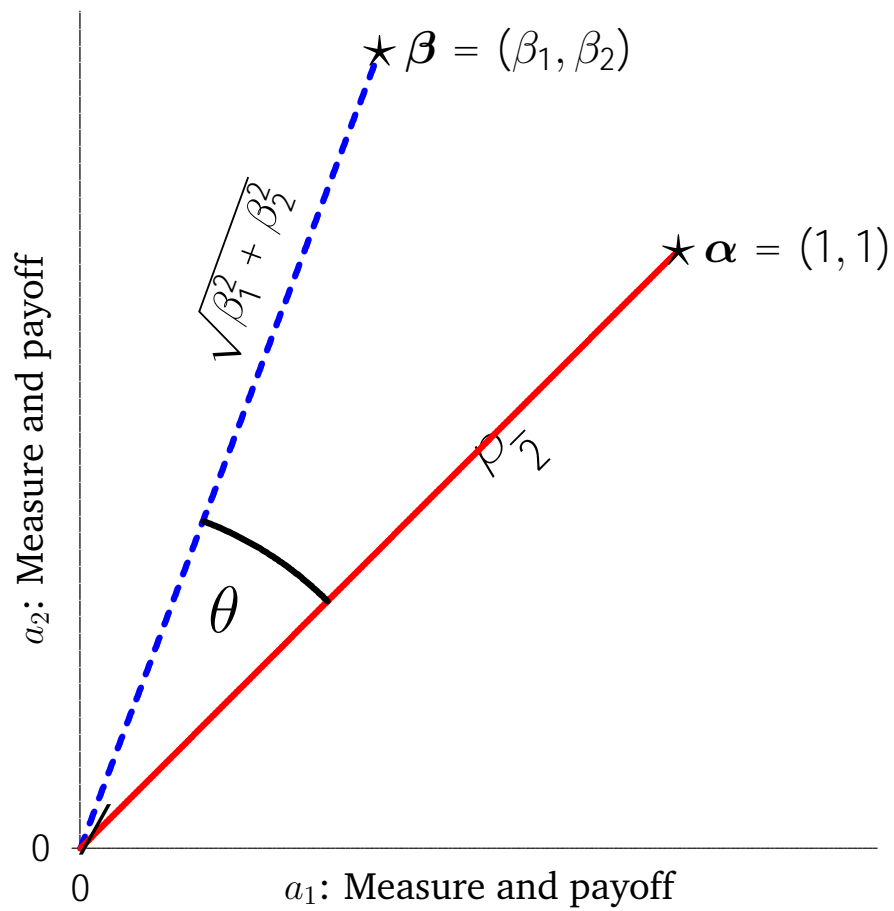 β = (β₁, β₂)
√β₁² + β₂²
α = (1, 1)
ρ‾2
θ
a₂: Measure and payoff
0
0
a₁: Measure and payoff